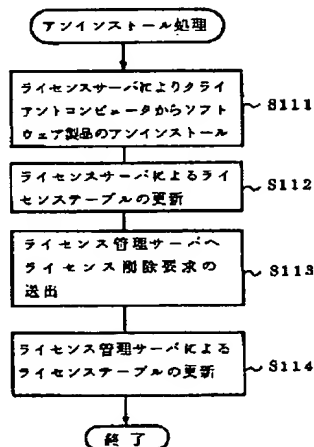 アンインストール処理
ライセンスサーバによりクライ
アントコンピュータからソフト
ウェア製品のアンインストール
S111
ライセンスサーバによるライ
センステーブルの更新
S112
ライセンス管理サーバへ
ライセンス削除要求の
送出
S113
ライセンス管理サーバによる
ライセンステーブルの更新
S114
終了